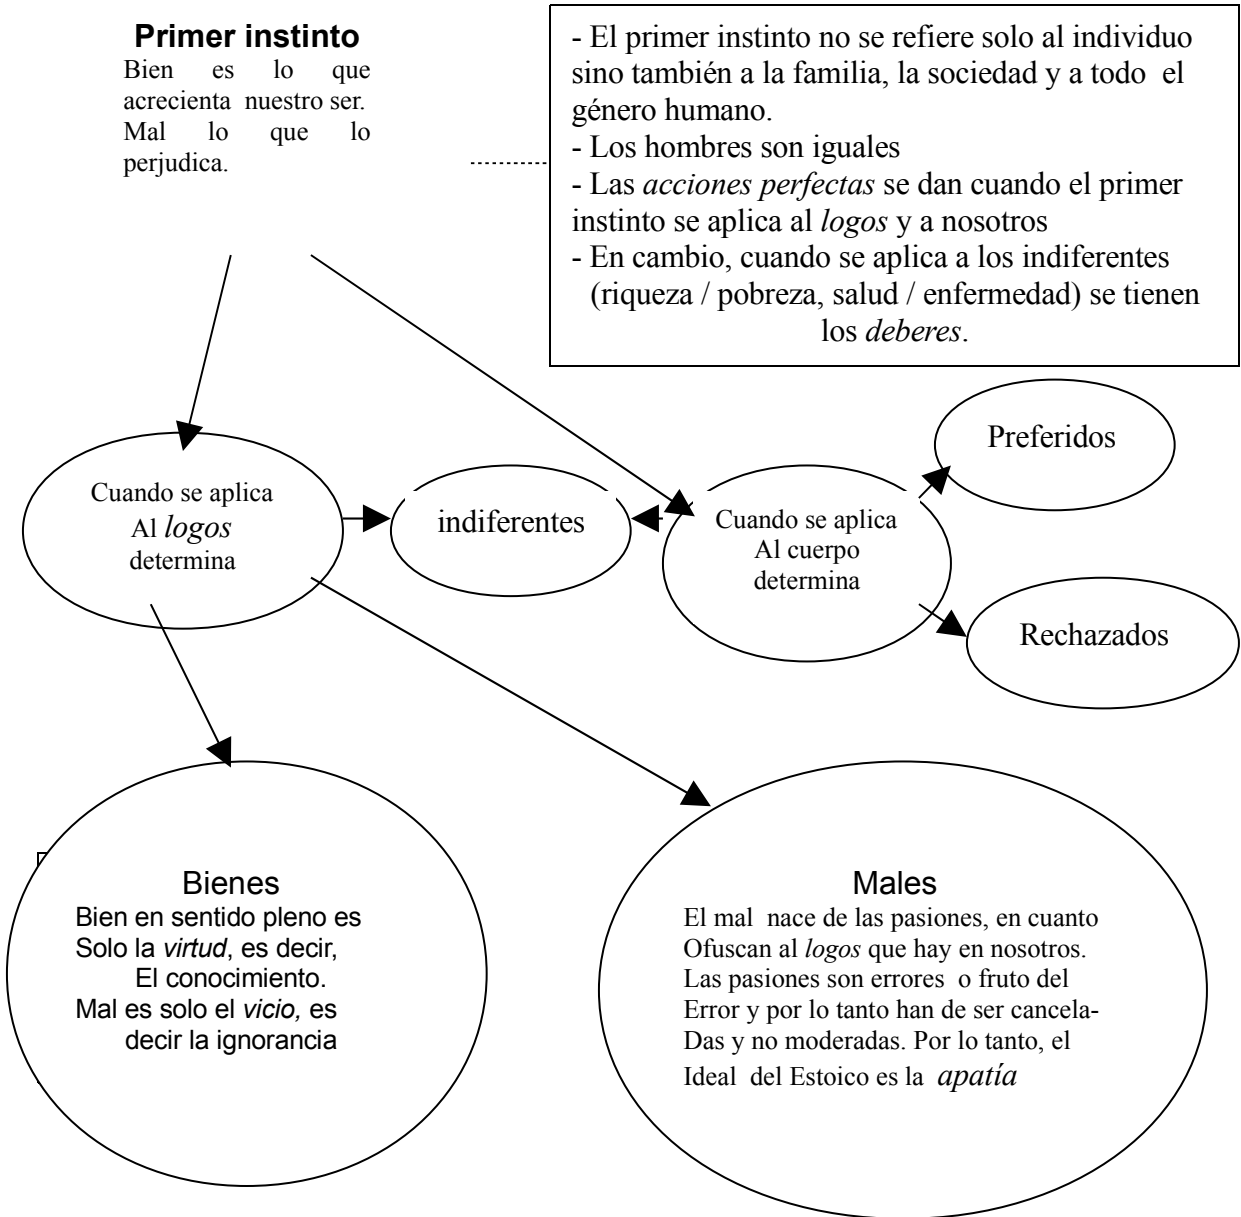 Primer instinto
Bien es lo que
acrecienta nuestro ser.
Mal lo que lo
perjudica.
- El primer instinto no se refiere solo al individuo
sino también a la familia, la sociedad y a todo el
género humano.
- Los hombres son iguales
- Las acciones perfectas se dan cuando el primer
instinto se aplica al logos y a nosotros
- En cambio, cuando se aplica a los indiferentes
(riqueza / pobreza, salud / enfermedad) se tienen
los deberes.
Cuando se aplica
Al logos
determina
indiferentes
Cuando se aplica
Al cuerpo
determina
Preferidos
Rechazados
Bienes
Bien en sentido pleno es
Solo la virtud, es decir,
El conocimiento.
Mal es solo el vicio, es
decir la ignorancia
Males
El mal nace de las pasiones, en cuanto
Ofuscan al logos que hay en nosotros.
Las pasiones son errores o fruto del
Error y por lo tanto han de ser cancela-
Das y no moderadas. Por lo tanto, el
Ideal del Estoico es la apatía